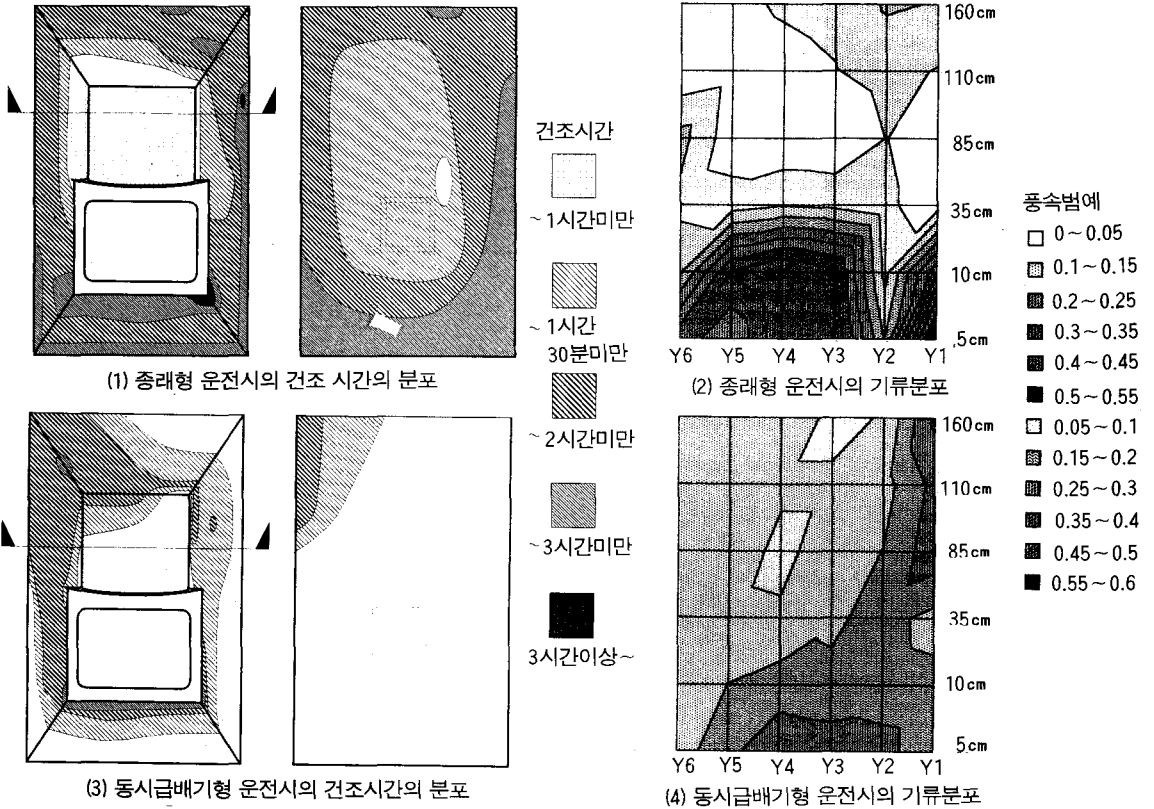 건조시간
~1시간미만
~1시간
30분미만
~2시간미만
~3시간미만
3시간이상~
(1) 종래형 운전시의 건조 시간의 분포
160cm
110cm
85cm
35cm
10cm
.5cm
Y6 Y5 Y4 Y3 Y2 Y1
(2) 종래형 운전시의 기류분포
풍속범예
0~0.05
0.1~0.15
0.2~0.25
0.3~0.35
0.4~0.45
0.5~0.55
0.05~0.1
0.15~0.2
0.25~0.3
0.35~0.4
0.45~0.5
0.55~0.6
(3) 동시급배기형 운전시의 건조시간의 분포
160cm
110cm
85cm
35cm
10cm
5cm
Y6 Y5 Y4 Y3 Y2 Y1
(4) 동시급배기형 운전시의 기류분포